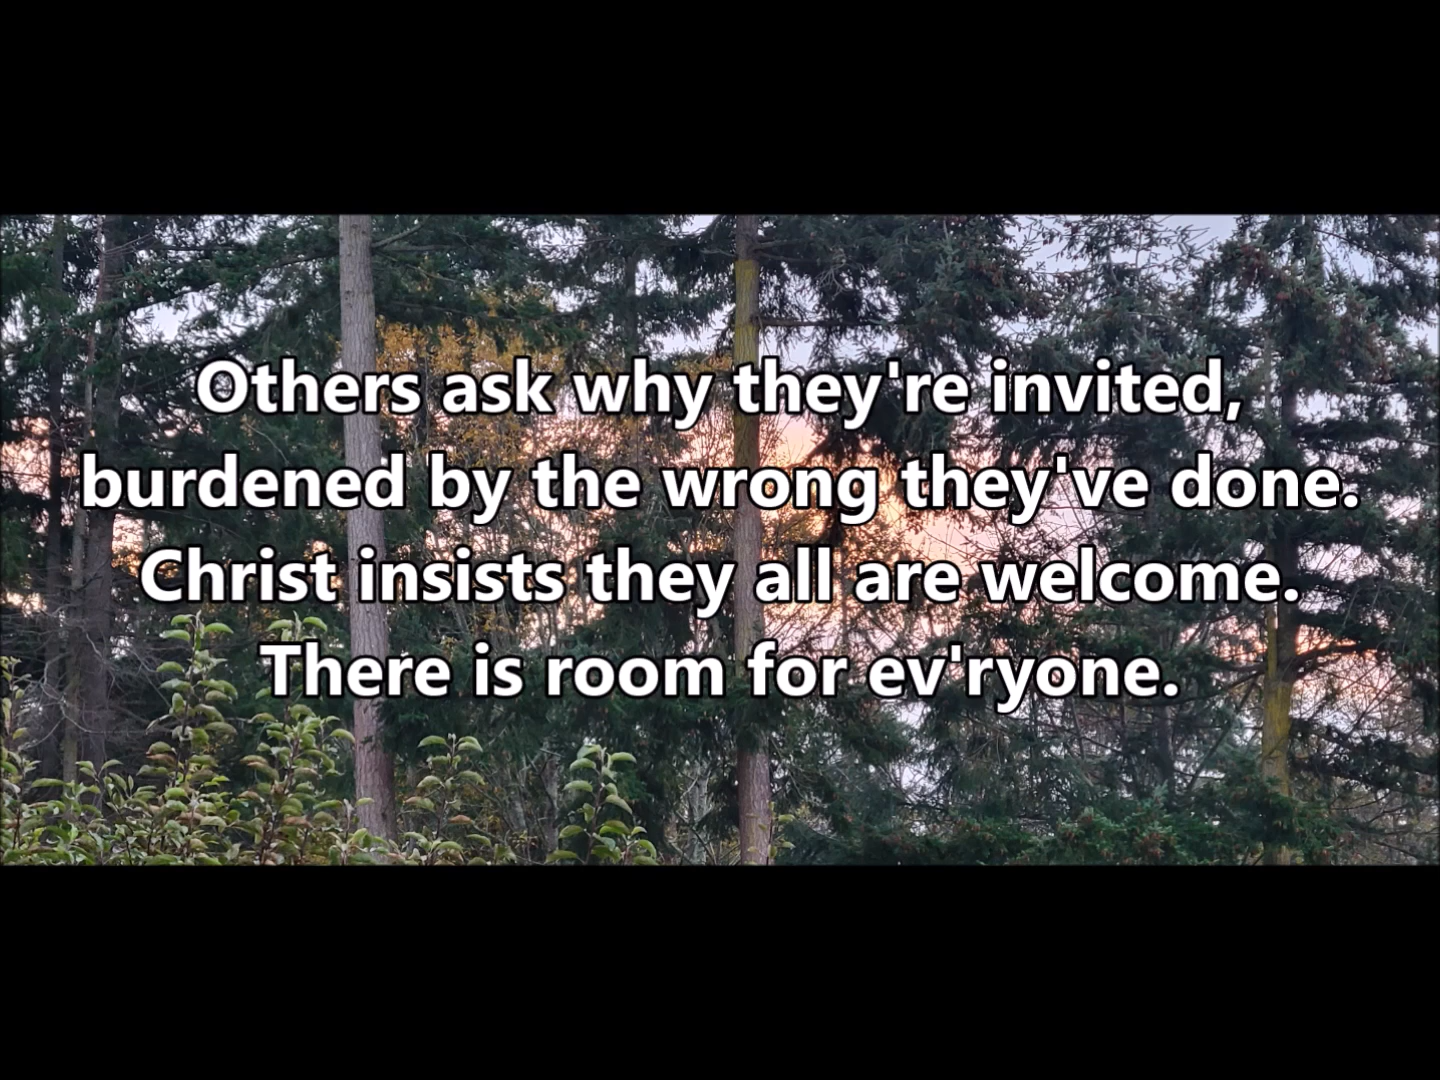 Others ask why they're invited,
burdened by the wrong they've done.
Christ insists they all are welcome.
There is room for ev'ryone.